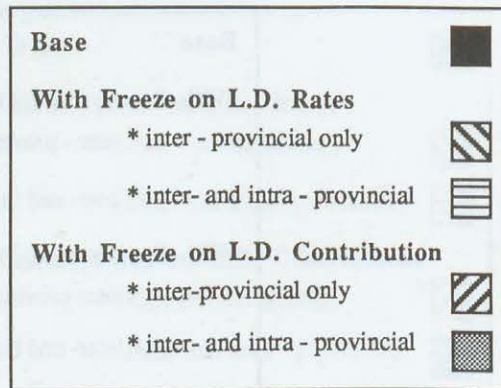 Base
With Freeze on L.D. Rates
* inter - provincial only
* inter- and intra - provincial
With Freeze on L.D. Contribution
* inter-provincial only
* inter- and intra - provincial